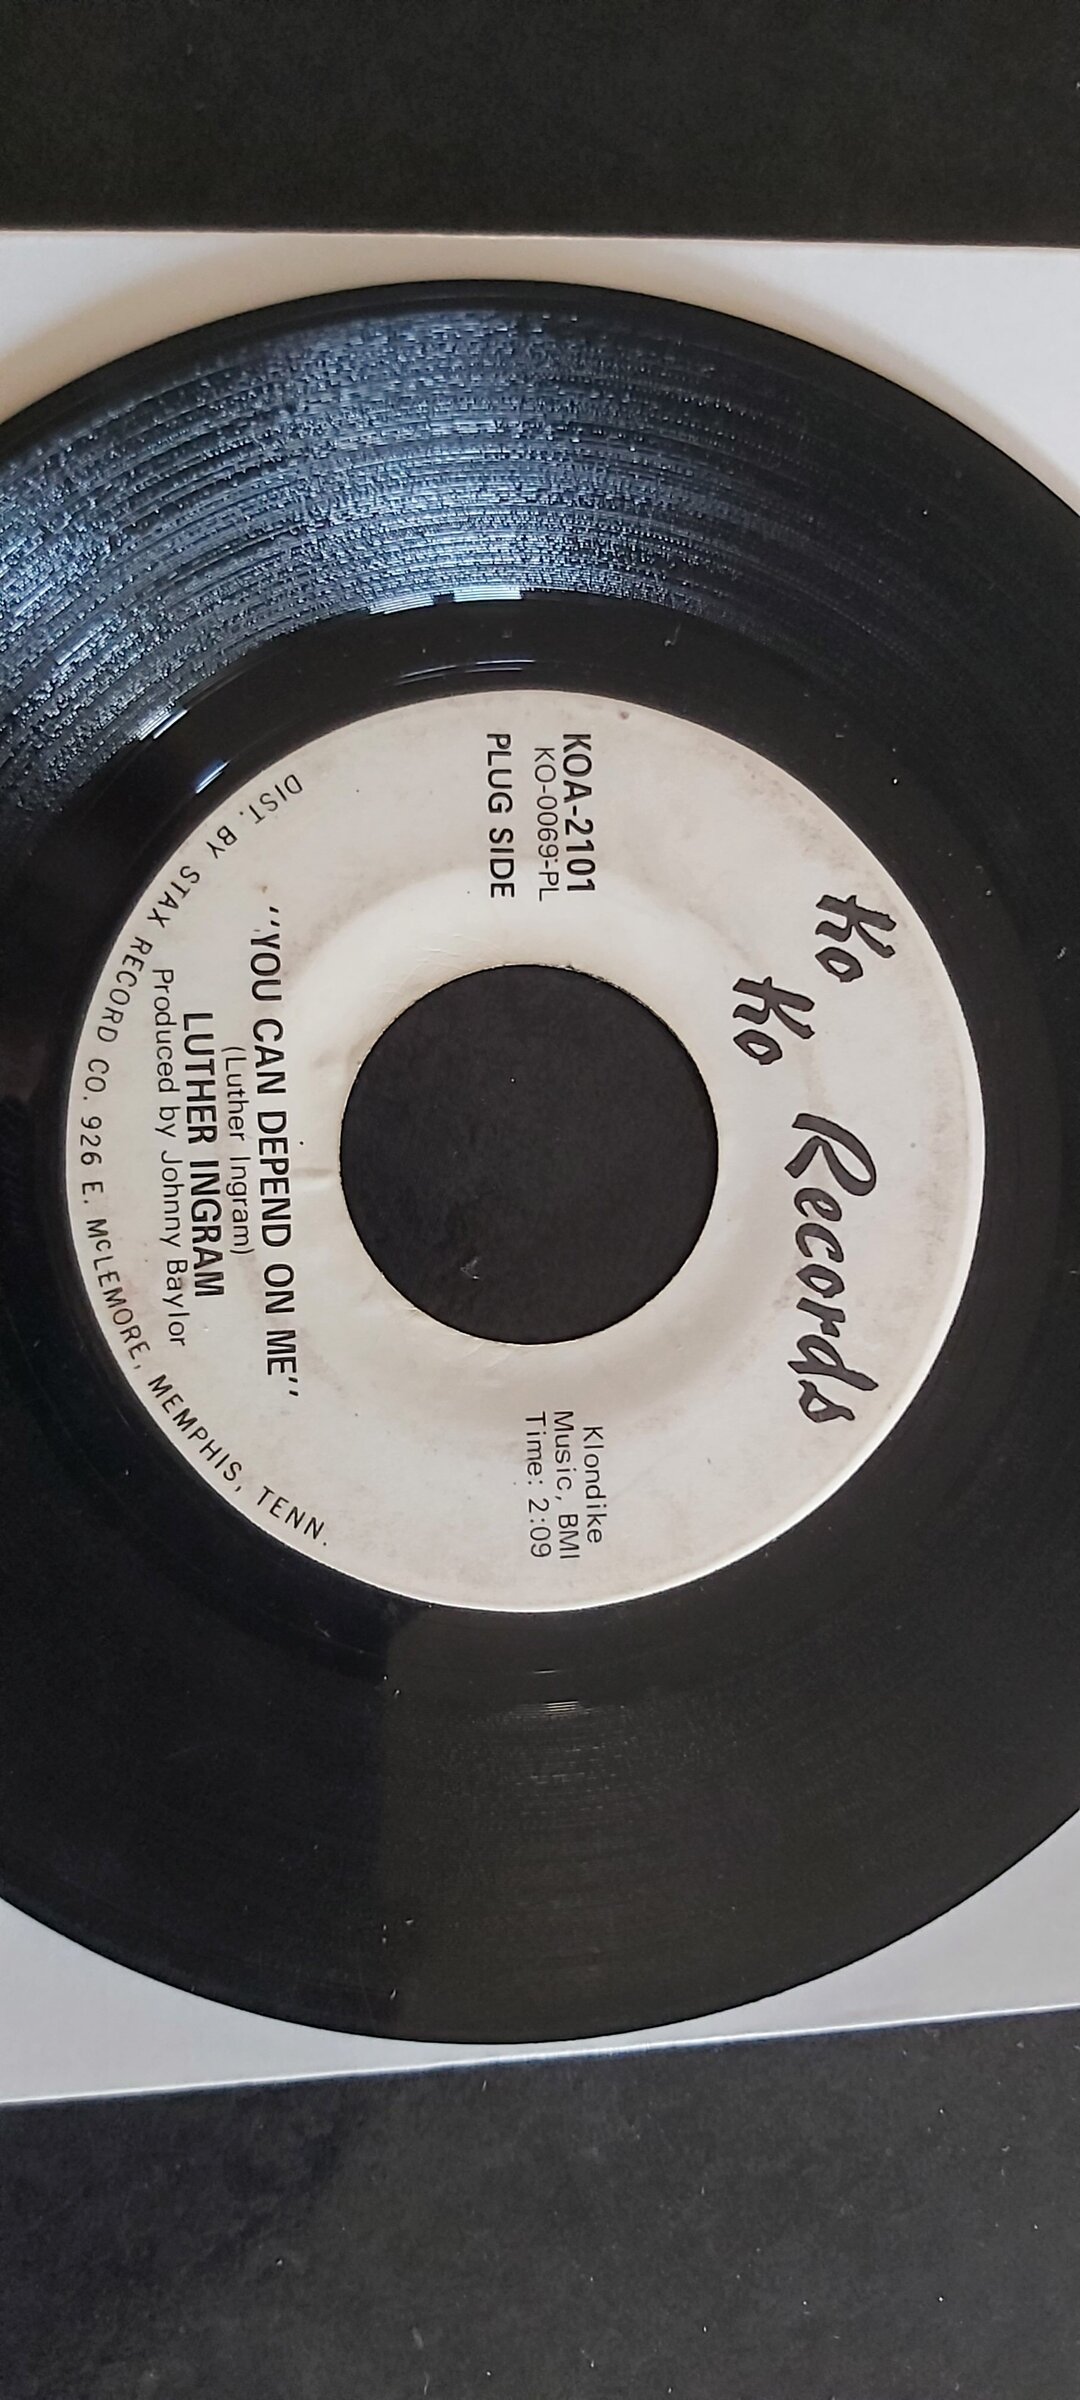 Ko Ko Records
KOA-2101
KO-0069-PL
PLUG SIDE
Klondike
Music, BMI
Time: 2:09
"YOU CAN DEPEND ON ME"
(Luther Ingram)
LUTHER INGRAM
Produced by Johnny Baylor
DIST. BY STAX RECORD CO. 926 E. McLEMORE, MEMPHIS, TENN.